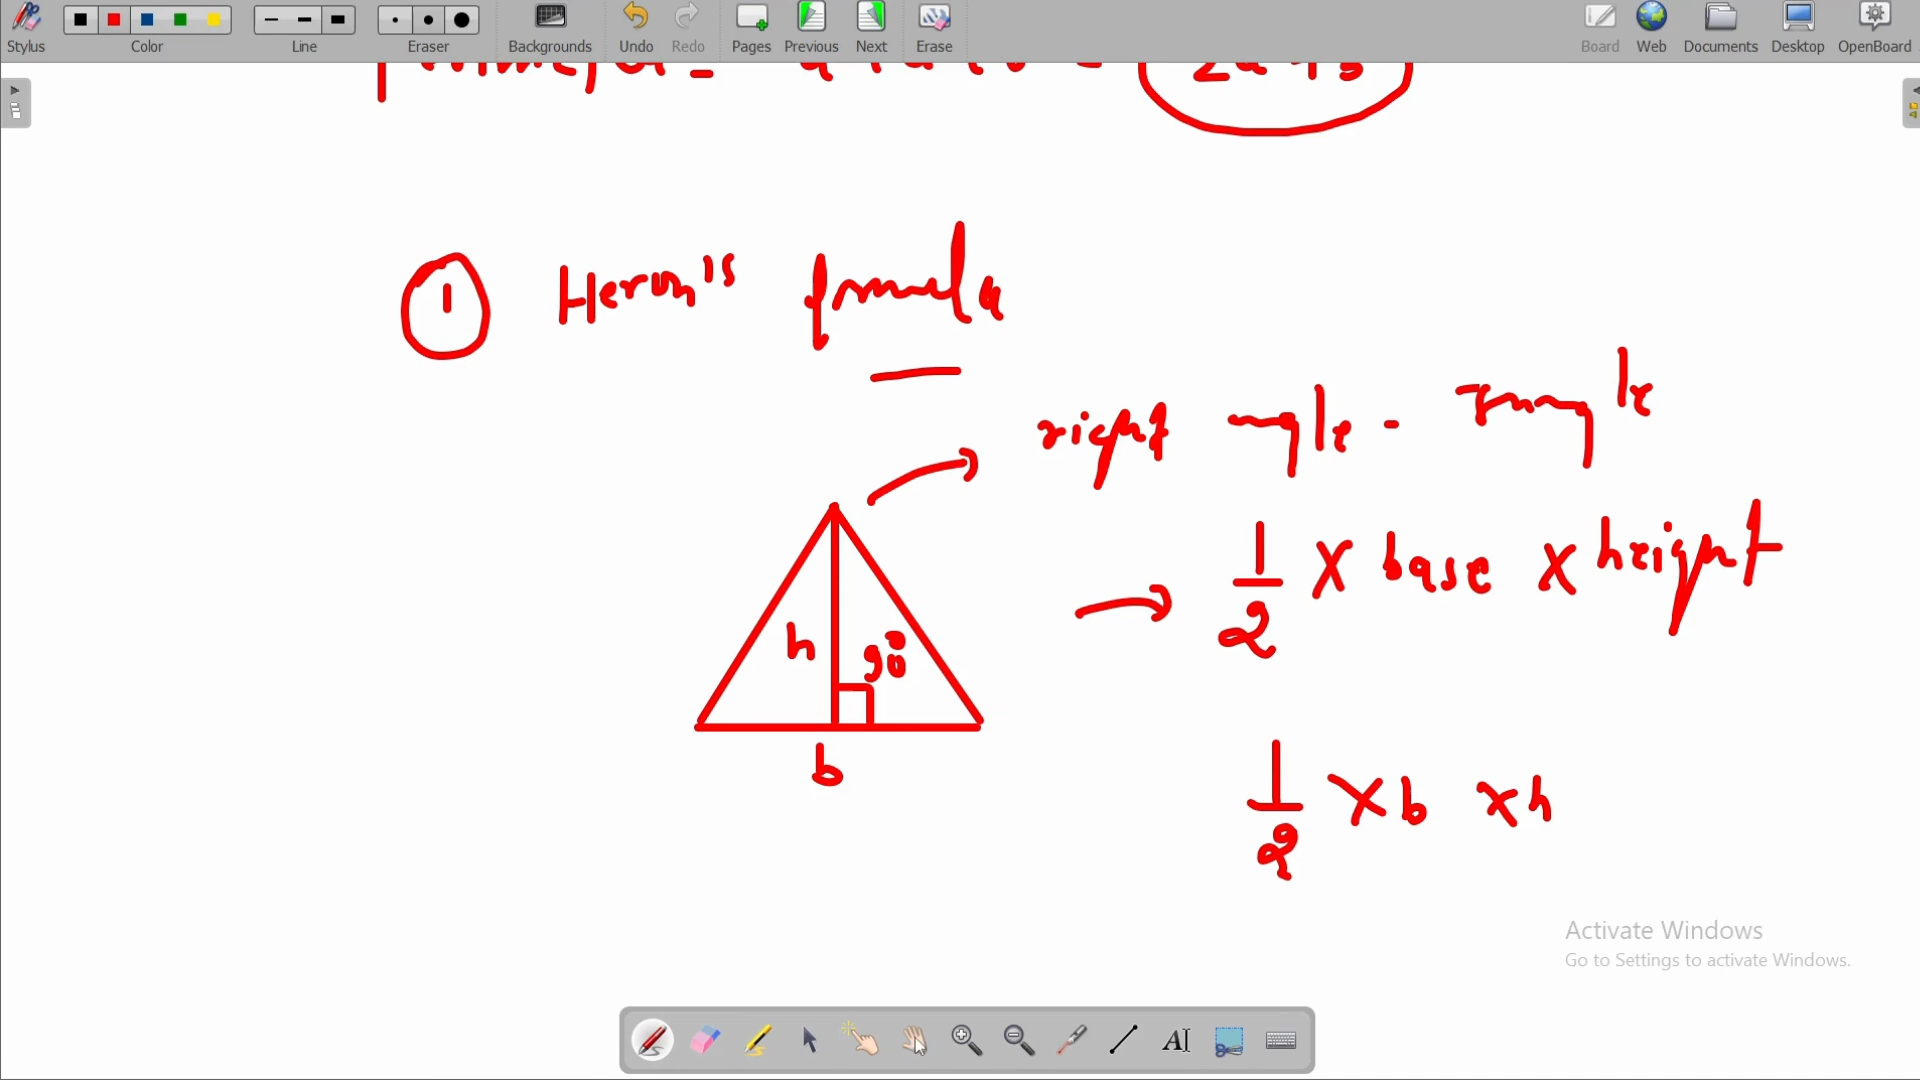 Stylus Color Line Eraser Backgrounds Undo Redo Pages Previous Next Erase Board Web Documents Desktop OpenBoard
① Heron's formula
right angle - Triangle
1/2 X base X height
h 90°
b
1/2 X b X h
Activate Windows
Go to Settings to activate Windows.